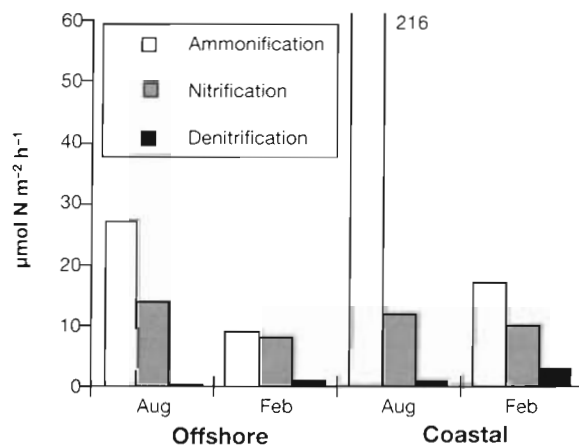 60
216
Ammonification
50
Nitrification
40
Denitrification
30
20
10
0
µmol N m⁻² h⁻¹
Aug Feb Aug Feb
Offshore Coastal